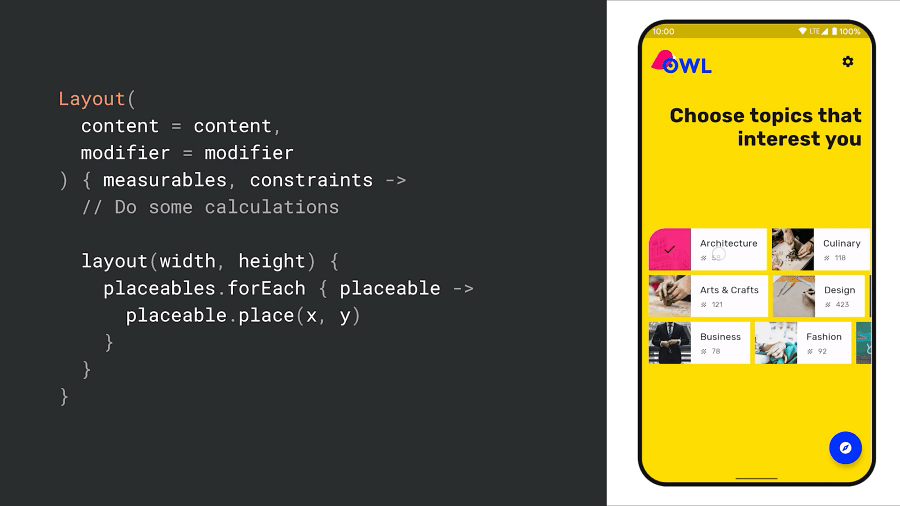 Layout(
  content = content,
  modifier = modifier
) { measurables, constraints ->
  // Do some calculations
  layout(width, height) {
    placeables.forEach { placeable ->
      placeable.place(x, y)
    }
  }
}
10:00 LTE 100%
OWL
Choose topics that
interest you
Architecture Culinary
58 118
Arts & Crafts Design
121 423
Business Fashion
78 92